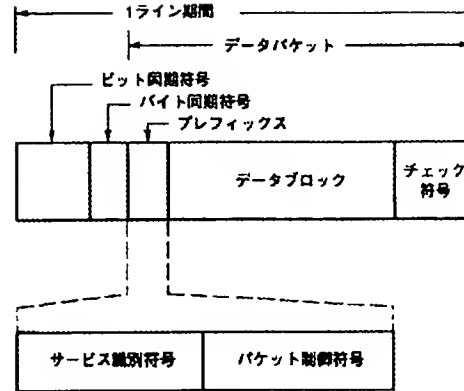 1ライン期間
データパケット
ビット同期符号
バイト同期符号
プレフィックス
データブロック
チェック
符号
サービス識別符号
パケット制御符号